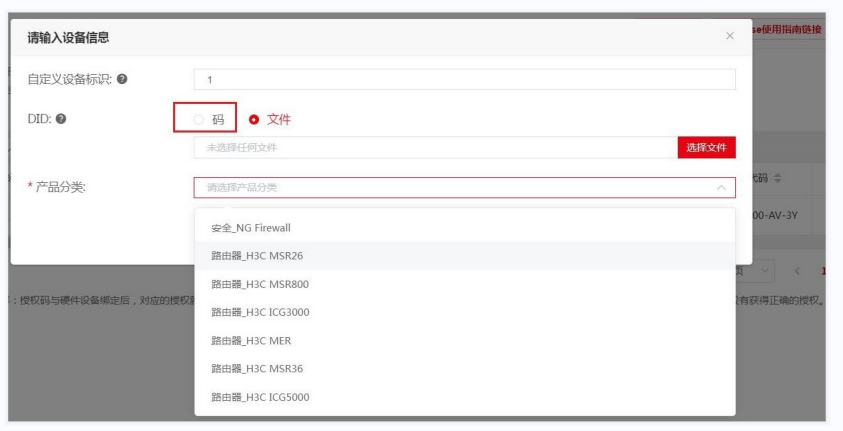 请输入设备信息
se使用指南链接
自定义设备标识:
1
DID:
码 文件
未选择任何文件 选择文件
* 产品分类:
请选择产品分类
代码
安全_NG Firewall
00-AV-3Y
路由器_H3C MSR26
页
1
路由器_H3C MSR800
：授权码与硬件设备绑定后，对应的授权
有获得正确的授权。
路由器_H3C ICG3000
路由器_H3C MER
路由器_H3C MSR36
路由器_H3C ICG5000